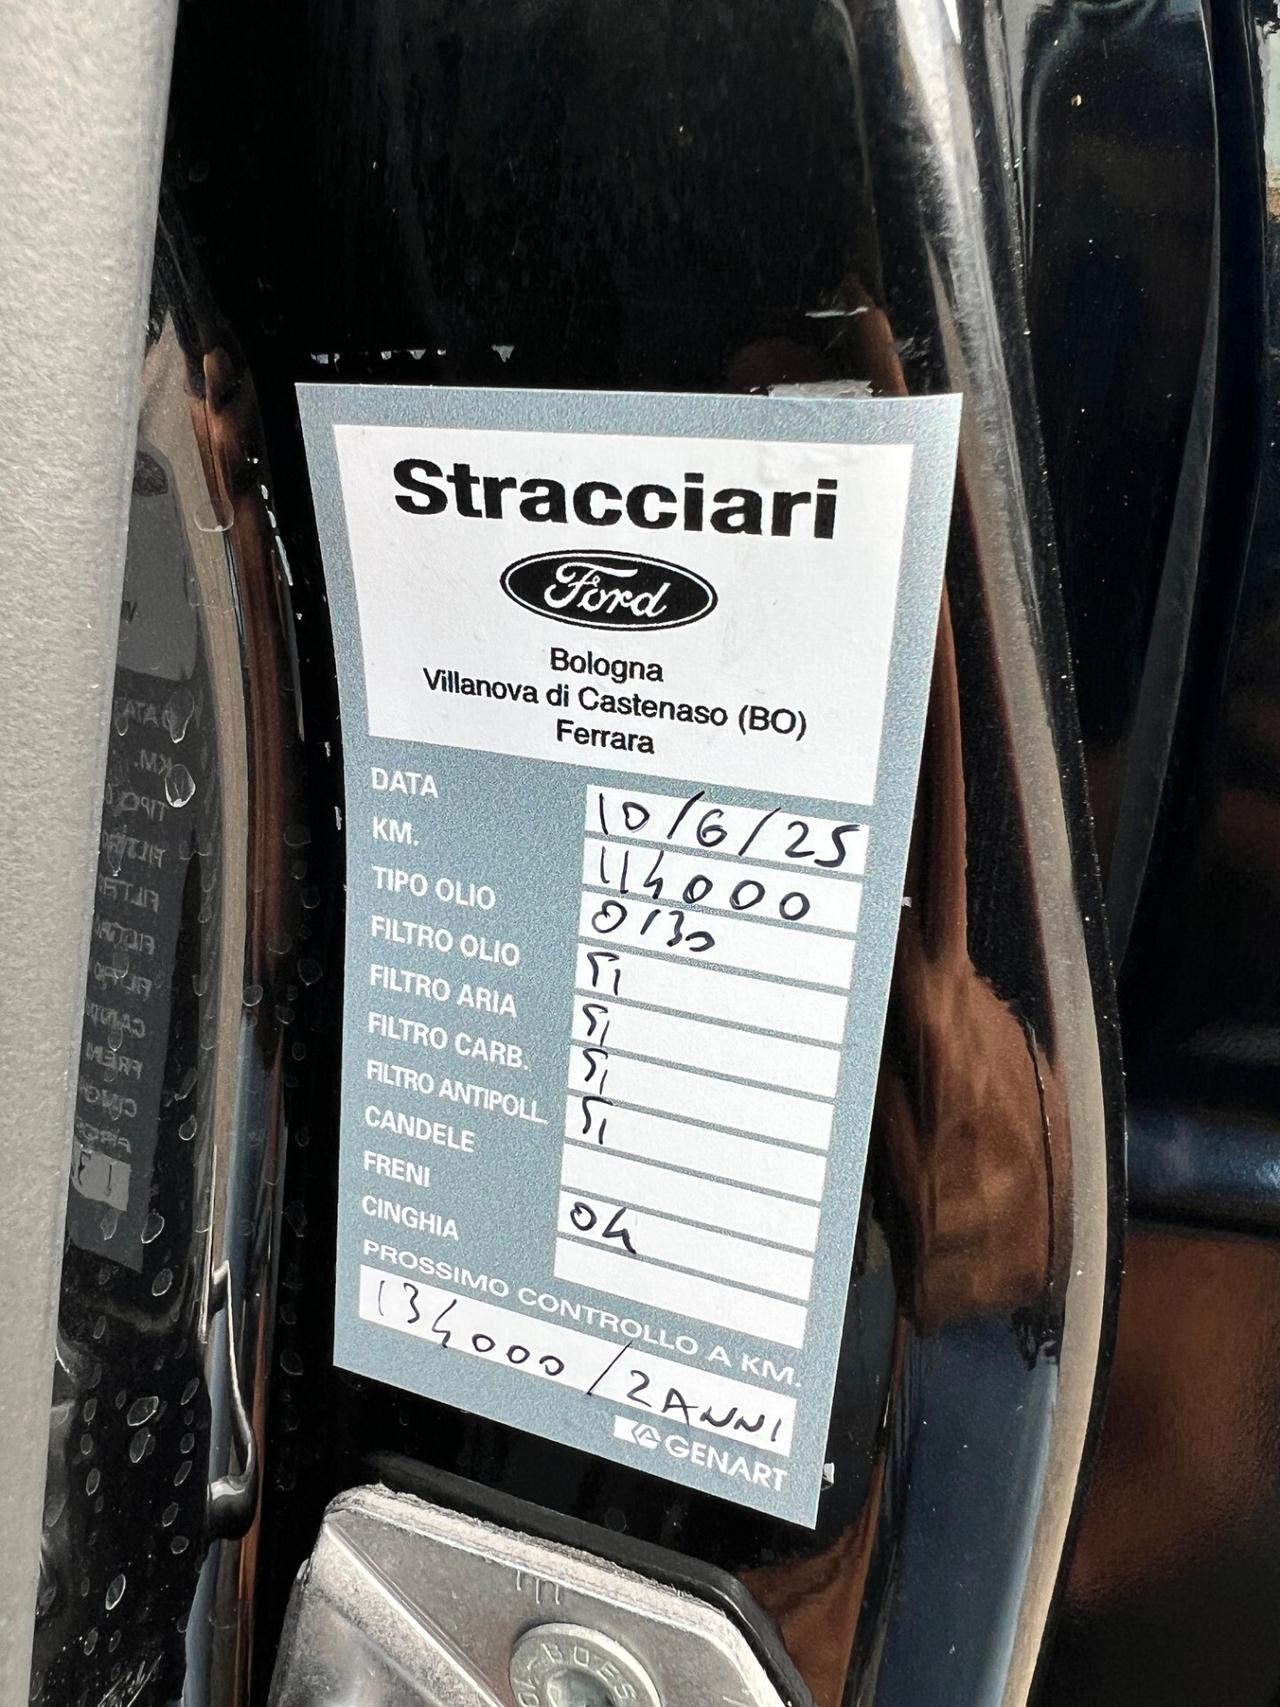 Stracciari
Ford
Bologna
Villanova di Castenaso (BO)
Ferrara
DATA 10/6/25
KM. 114000
TIPO OLIO 0/30
FILTRO OLIO SI
FILTRO ARIA SI
FILTRO CARB. SI
FILTRO ANTIPOLL. SI
CANDELE
FRENI OK
CINGHIA
PROSSIMO CONTROLLO A KM.
134000/2ANNI
GENART